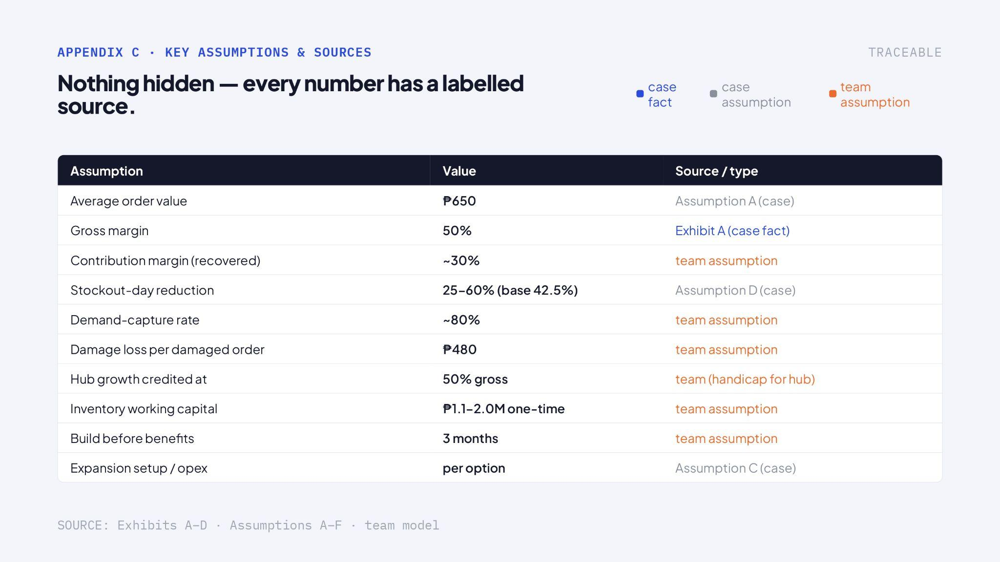 APPENDIX C · KEY ASSUMPTIONS & SOURCES
TRACEABLE
Nothing hidden — every number has a labelled
source.
case
fact
case
assumption
team
assumption
Assumption Value Source / type
Average order value ₱650 Assumption A (case)
Gross margin 50% Exhibit A (case fact)
Contribution margin (recovered) ~30% team assumption
Stockout-day reduction 25–60% (base 42.5%) Assumption D (case)
Demand-capture rate ~80% team assumption
Damage loss per damaged order ₱480 team assumption
Hub growth credited at 50% gross team (handicap for hub)
Inventory working capital ₱1.1–2.0M one-time team assumption
Build before benefits 3 months team assumption
Expansion setup / opex per option Assumption C (case)
SOURCE: Exhibits A–D · Assumptions A–F · team model